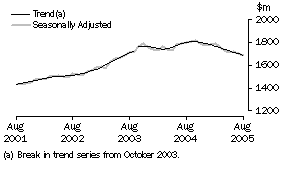 $m
Trend(a)
Seasonally Adjusted
2000
1800
1600
1400
1200
Aug Aug Aug Aug Aug
2001 2002 2003 2004 2005
(a) Break in trend series from October 2003.